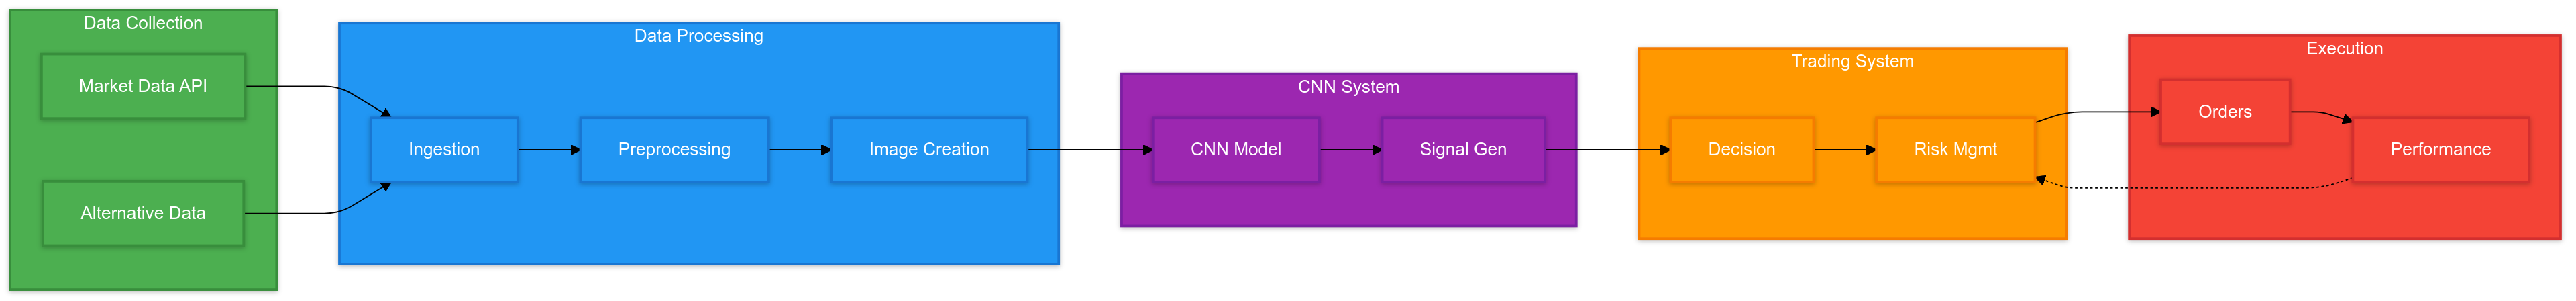 Data Collection
Market Data API
Alternative Data
Data Processing
Ingestion
Preprocessing
Image Creation
CNN System
CNN Model
Signal Gen
Trading System
Decision
Risk Mgmt
Execution
Orders
Performance